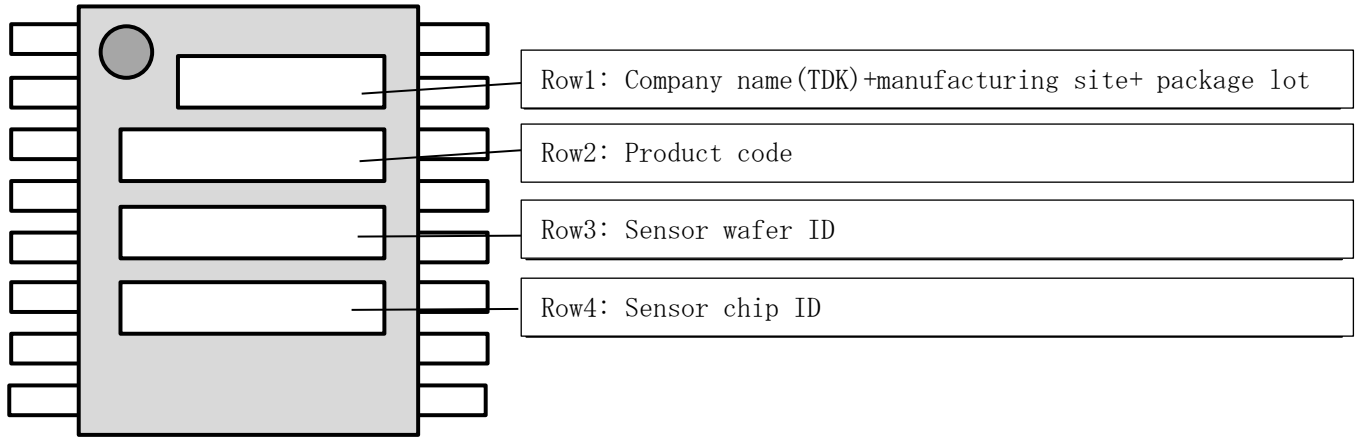 Row1: Company name(TDK)+manufacturing site+ package lot
Row2: Product code
Row3: Sensor wafer ID
Row4: Sensor chip ID